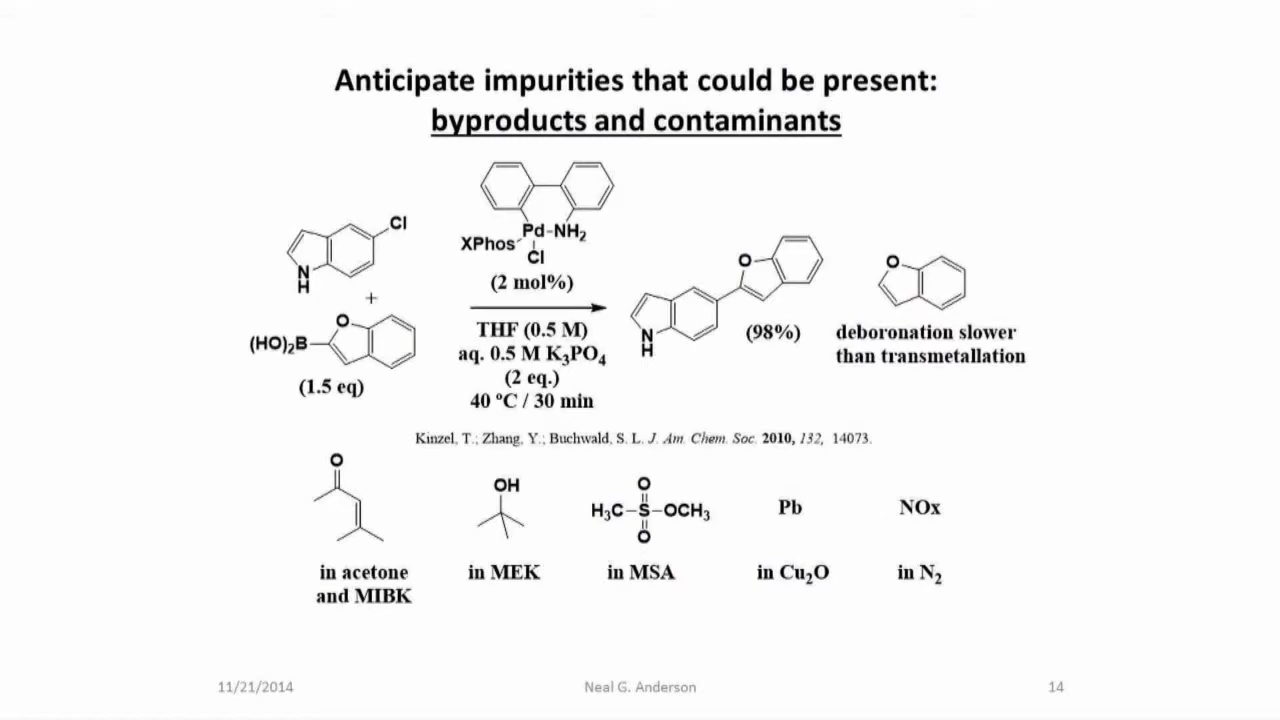 Anticipate impurities that could be present:
byproducts and contaminants
Cl
N
H
+
(HO)₂B
O
(1.5 eq)
Pd-NH₂
XPhos
Cl
(2 mol%)
THF (0.5 M)
aq. 0.5 M K₃PO₄
(2 eq.)
40 ºC / 30 min
O
N
H
(98%)
O
deboronation slower
than transmetallation
Kinzel, T.; Zhang, Y.; Buchwald, S. L. J. Am. Chem. Soc. 2010, 132, 14073.
O
OH
O
H₃C-S-OCH₃
O
Pb
NOx
in acetone
and MIBK
in MEK
in MSA
in Cu₂O
in N₂
11/21/2014
Neal G. Anderson
14